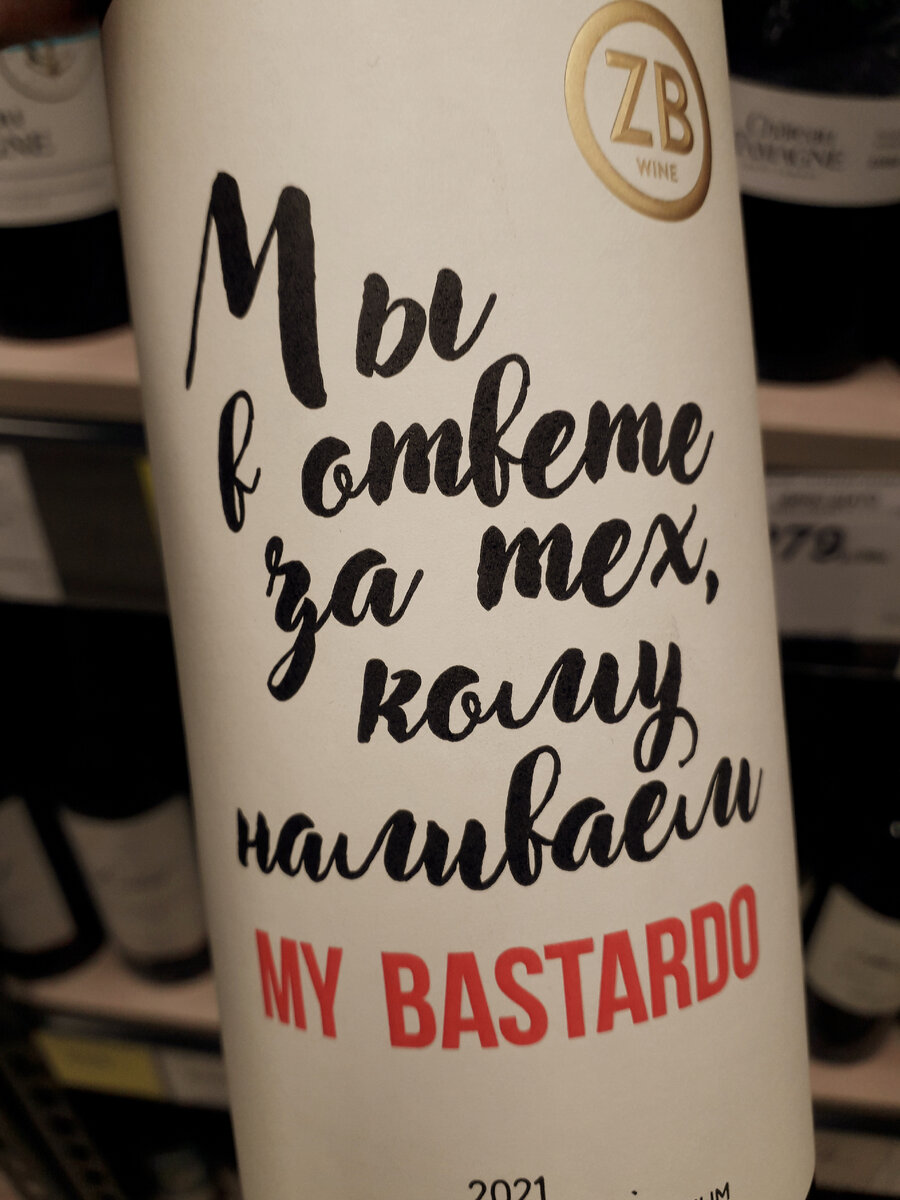 ZB
WINE
Мы
в ответе
за тех,
кому
наливаем
MY BASTARDO
2021